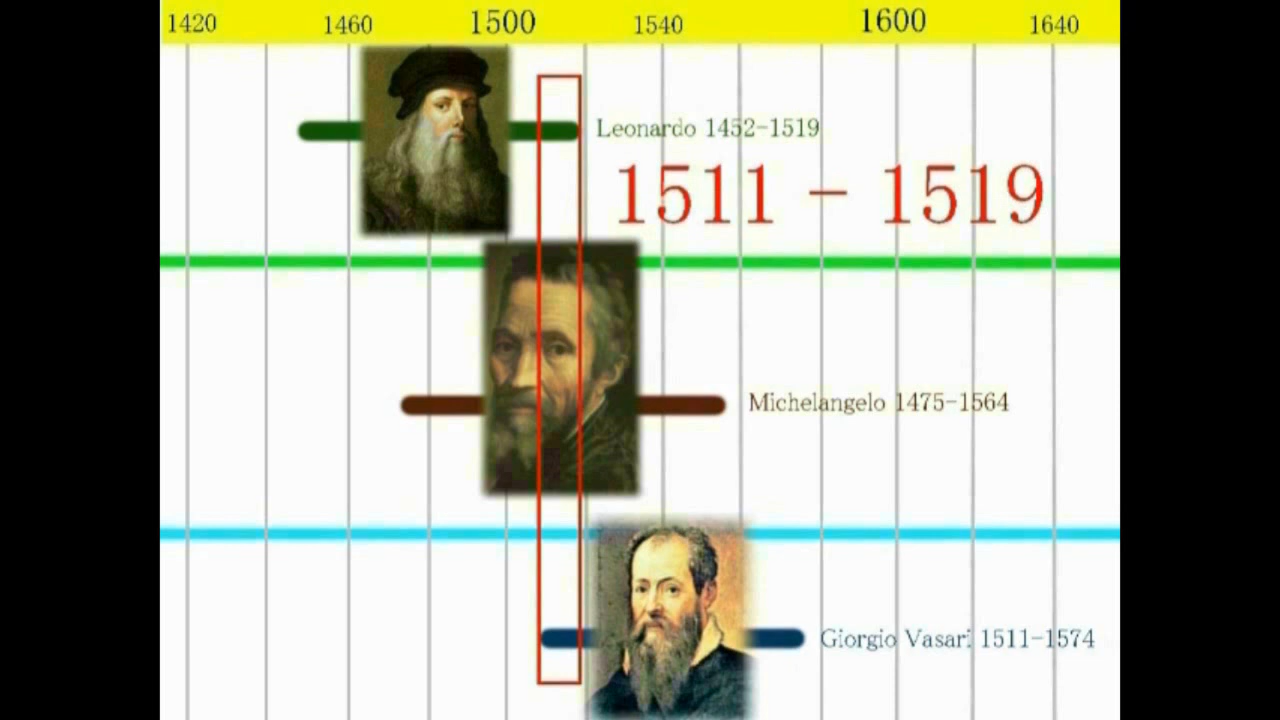 1420 1460 1500 1540 1600 1640
Leonardo 1452-1519
1511 - 1519
Michelangelo 1475-1564
Giorgio Vasari 1511-1574